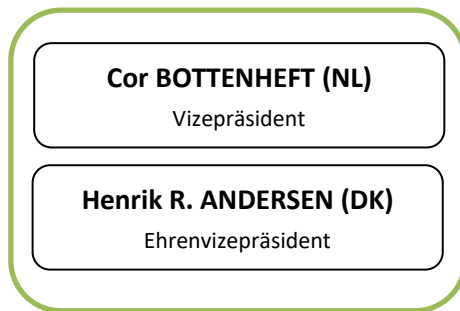 Cor BOTTENHEFT (NL)
Vizepräsident
Henrik R. ANDERSEN (DK)
Ehrenvizepräsident